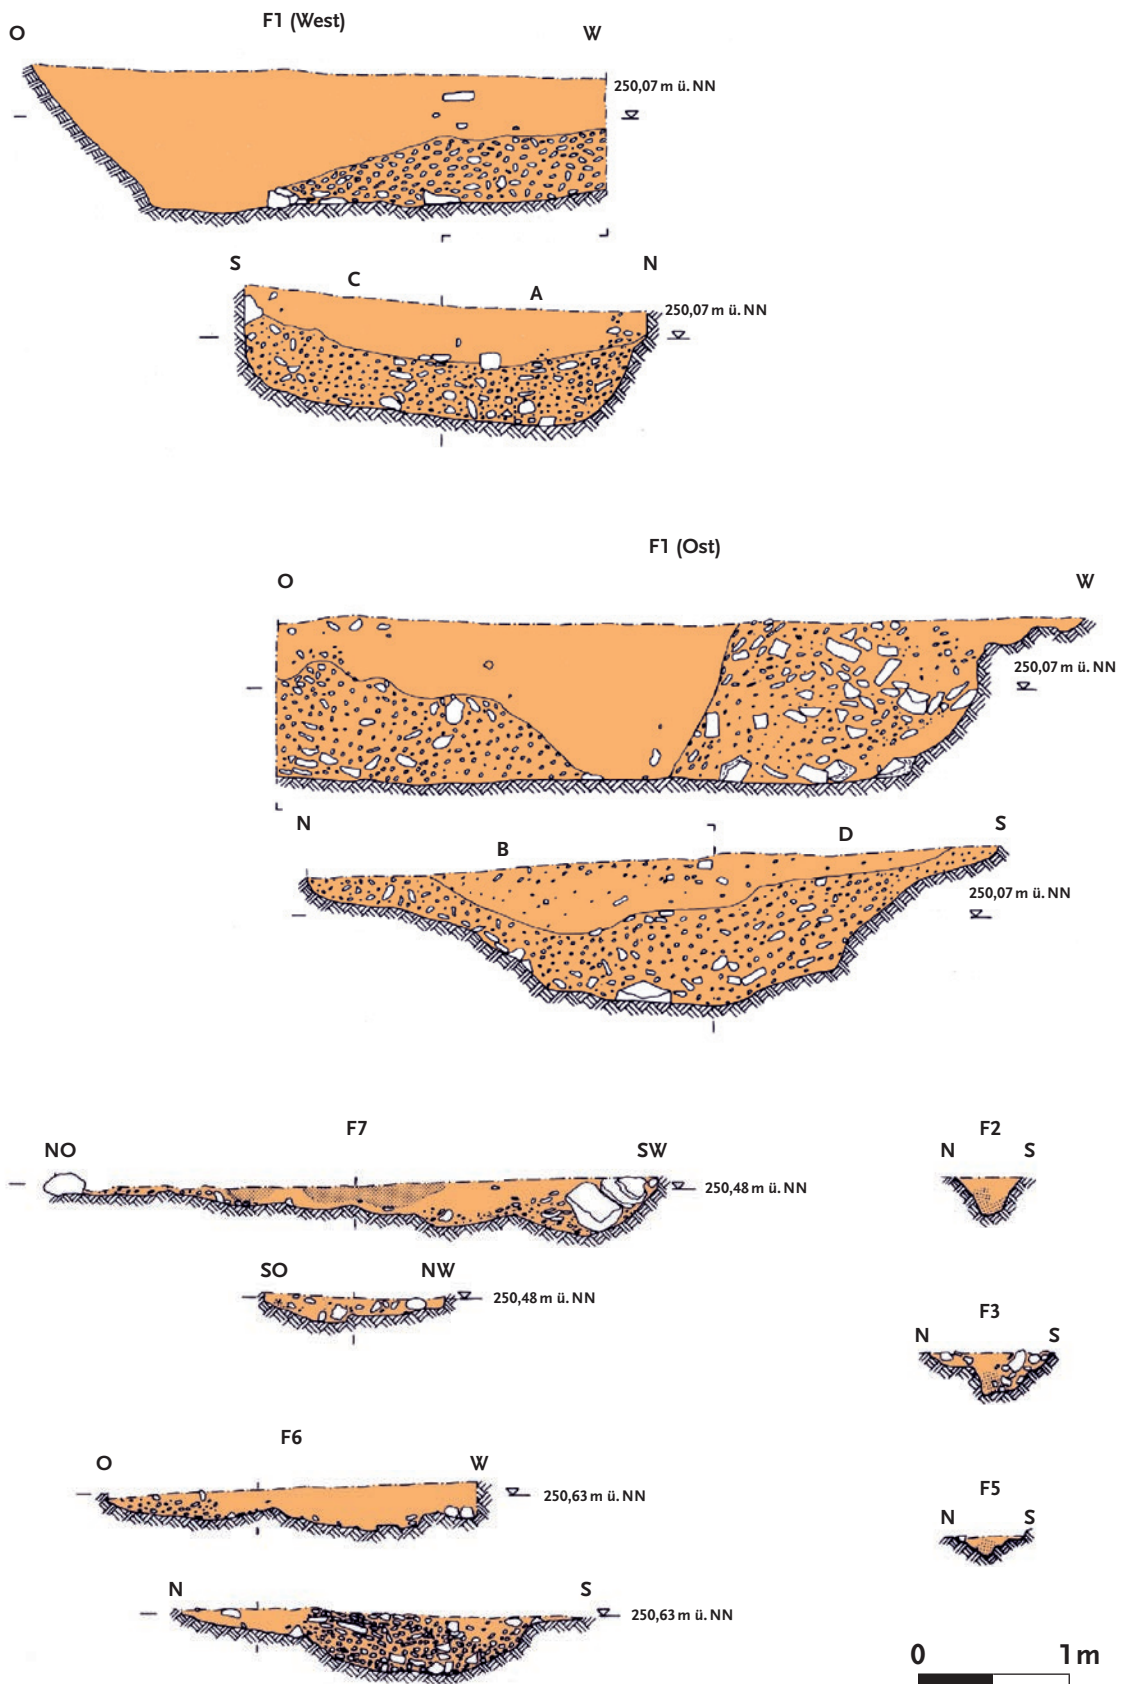 F1 (West)
O W
250,07 m ü. NN
S C A N
250,07 m ü. NN
F1 (Ost)
O W
250,07 m ü. NN
N B D S
250,07 m ü. NN
F7
NO SW
250,48 m ü. NN
SO NW
250,48 m ü. NN
F2
N S
F3
N S
F6
O W
250,63 m ü. NN
F5
N S
N S
250,63 m ü. NN
0 1 m